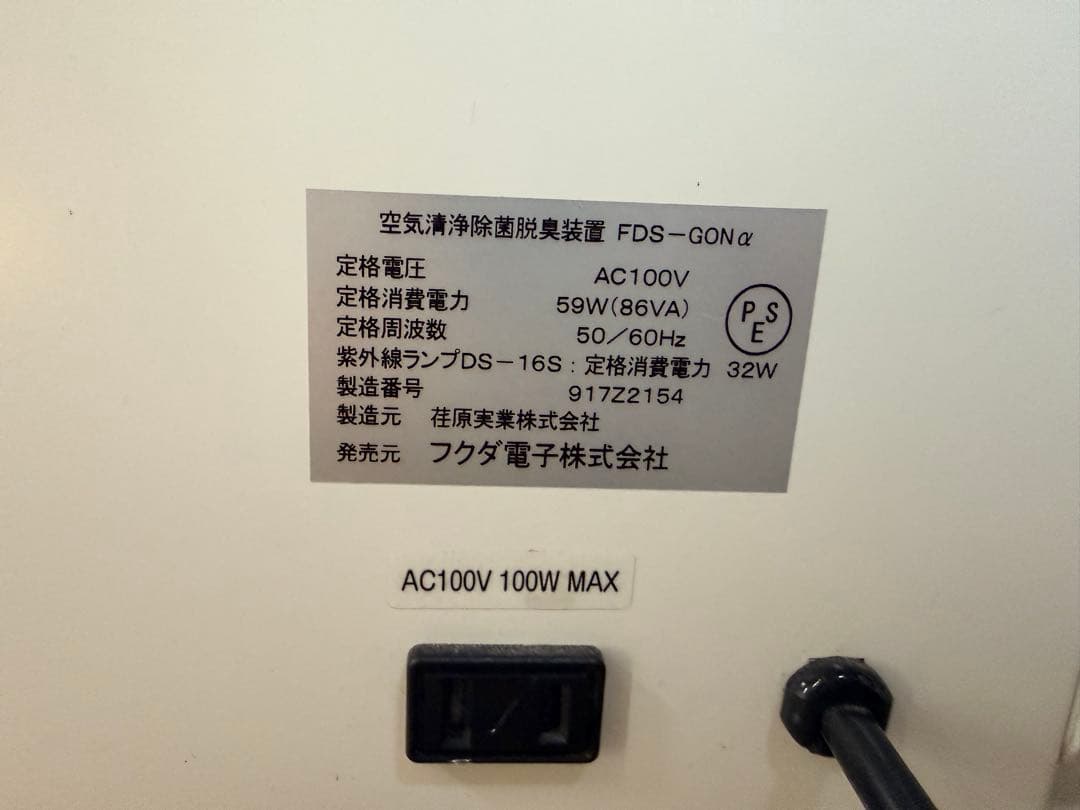 空気清浄除菌脱臭装置 FDS－GONα
定格電圧 AC100V
定格消費電力 59W(86VA)
定格周波数 50／60Hz
紫外線ランプDS－16S：定格消費電力 32W
製造番号 917Z2154
製造元 荏原実業株式会社
発売元 フクダ電子株式会社
PSE
AC100V 100W MAX